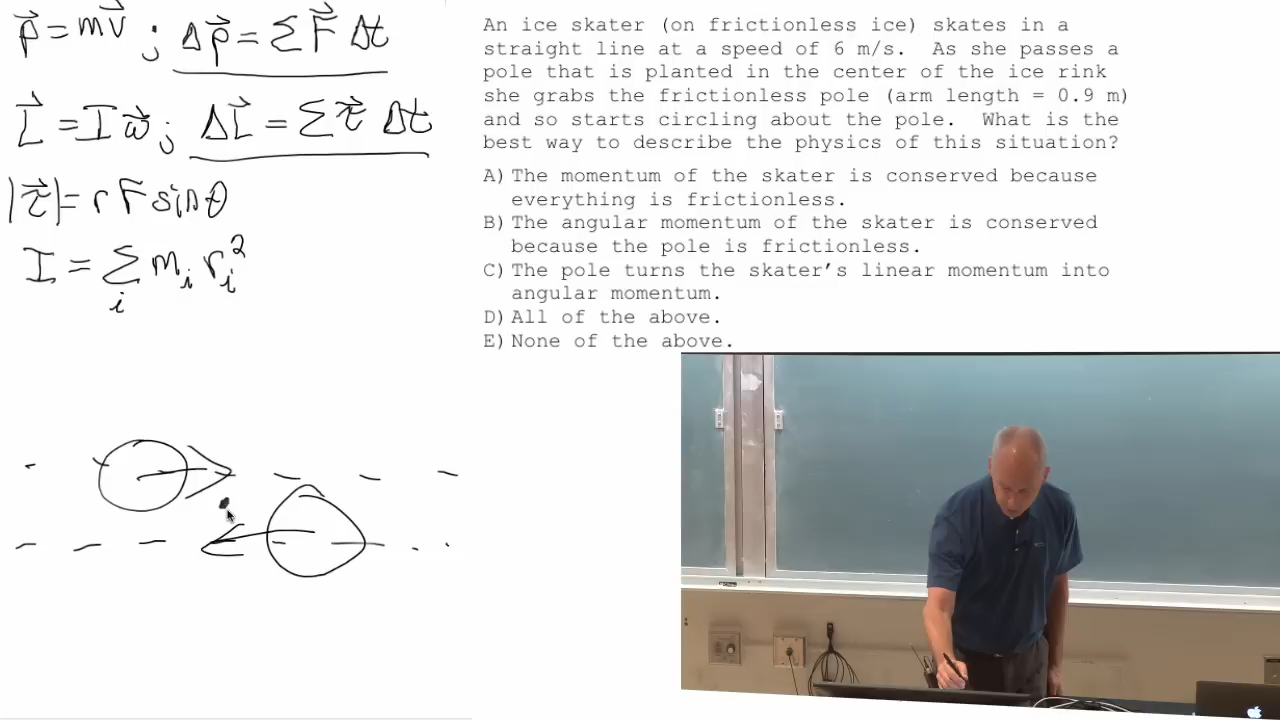 p⃗ = mv⃗ ; Δp⃗ = ΣF⃗ Δt
L⃗ = Iω⃗ ; ΔL⃗ = Στ⃗ Δt
|τ⃗| = r F sinθ
I = Σ m_i r_i^2
i
An ice skater (on frictionless ice) skates in a
straight line at a speed of 6 m/s. As she passes a
pole that is planted in the center of the ice rink
she grabs the frictionless pole (arm length = 0.9 m)
and so starts circling about the pole. What is the
best way to describe the physics of this situation?
A) The momentum of the skater is conserved because
everything is frictionless.
B) The angular momentum of the skater is conserved
because the pole is frictionless.
C) The pole turns the skater's linear momentum into
angular momentum.
D) All of the above.
E) None of the above.